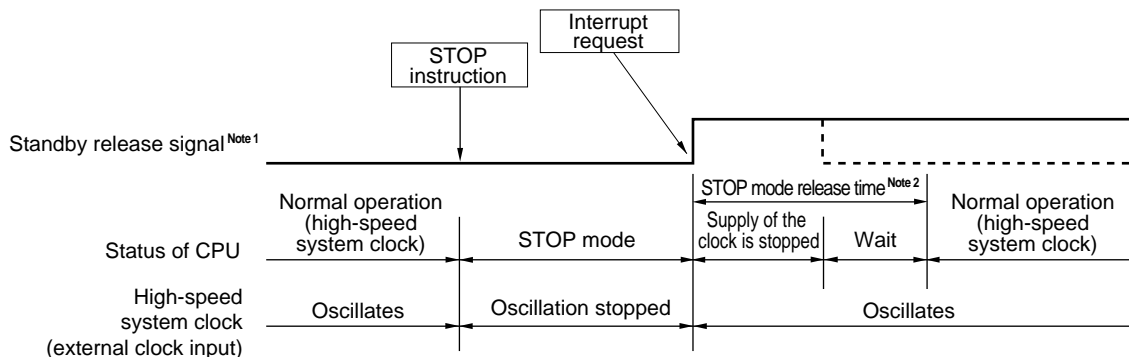 Interrupt
request
STOP
instruction
Standby release signal Note 1
STOP mode release time Note 2
Normal operation
(high-speed
system clock)
Supply of the
clock is stopped
Normal operation
(high-speed
system clock)
Status of CPU
STOP mode
Wait
High-speed
system clock
(external clock input)
Oscillates
Oscillation stopped
Oscillates